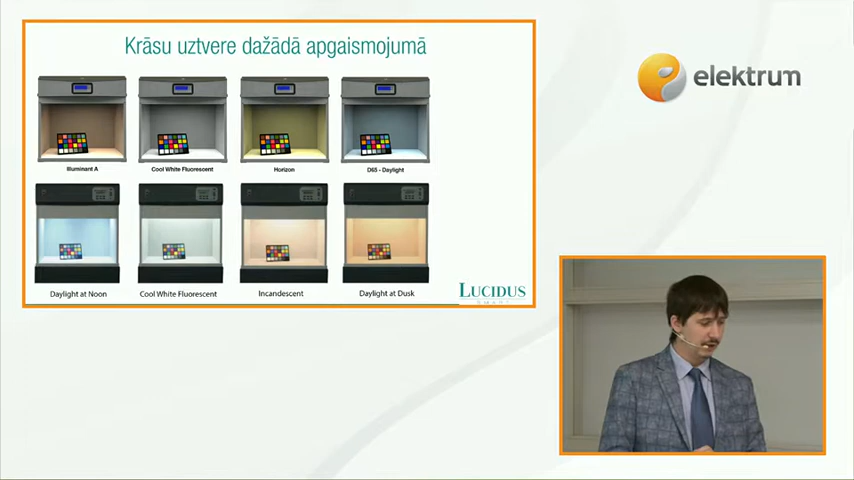 Krāsu uztvere dažādā apgaismojumā
elektrum
Illuminant A
Cool White Fluorescent
Horizon
D65 - Daylight
Daylight at Noon
Cool White Fluorescent
Incandescent
Daylight at Dusk
LUCIDUS